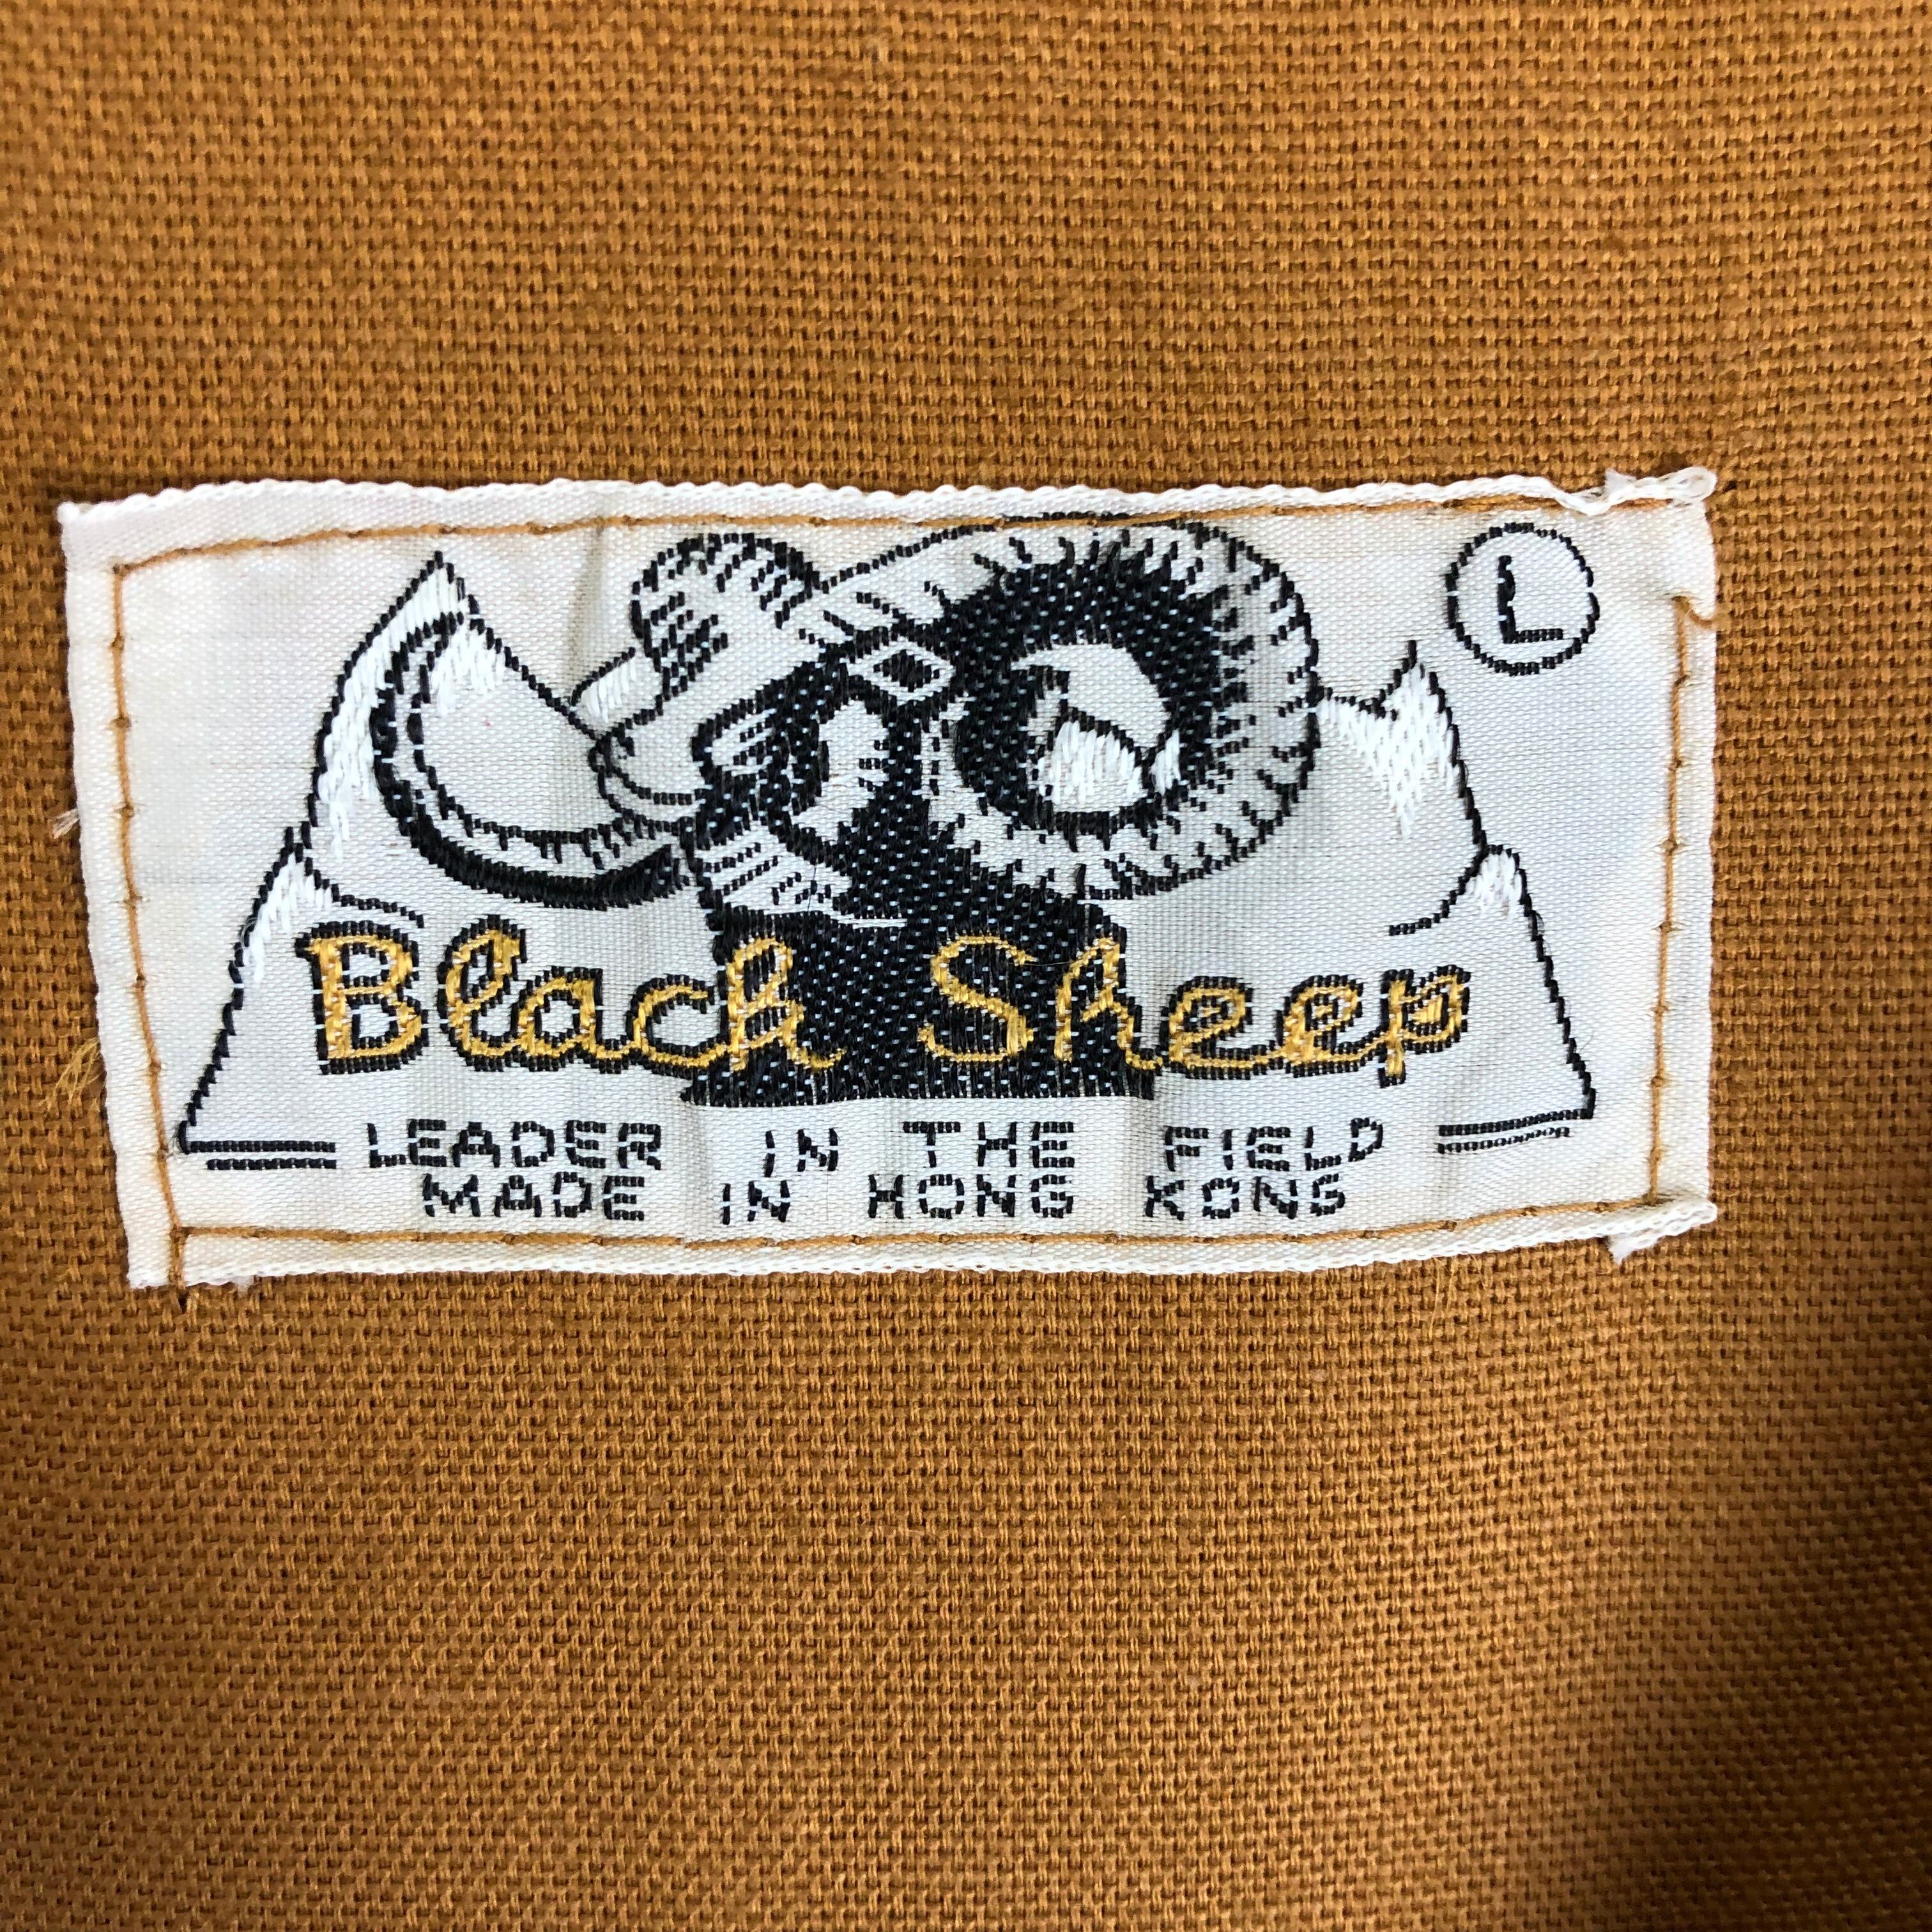 L
Black Sheep
LEADER IN THE FIELD
MADE IN HONG KONG